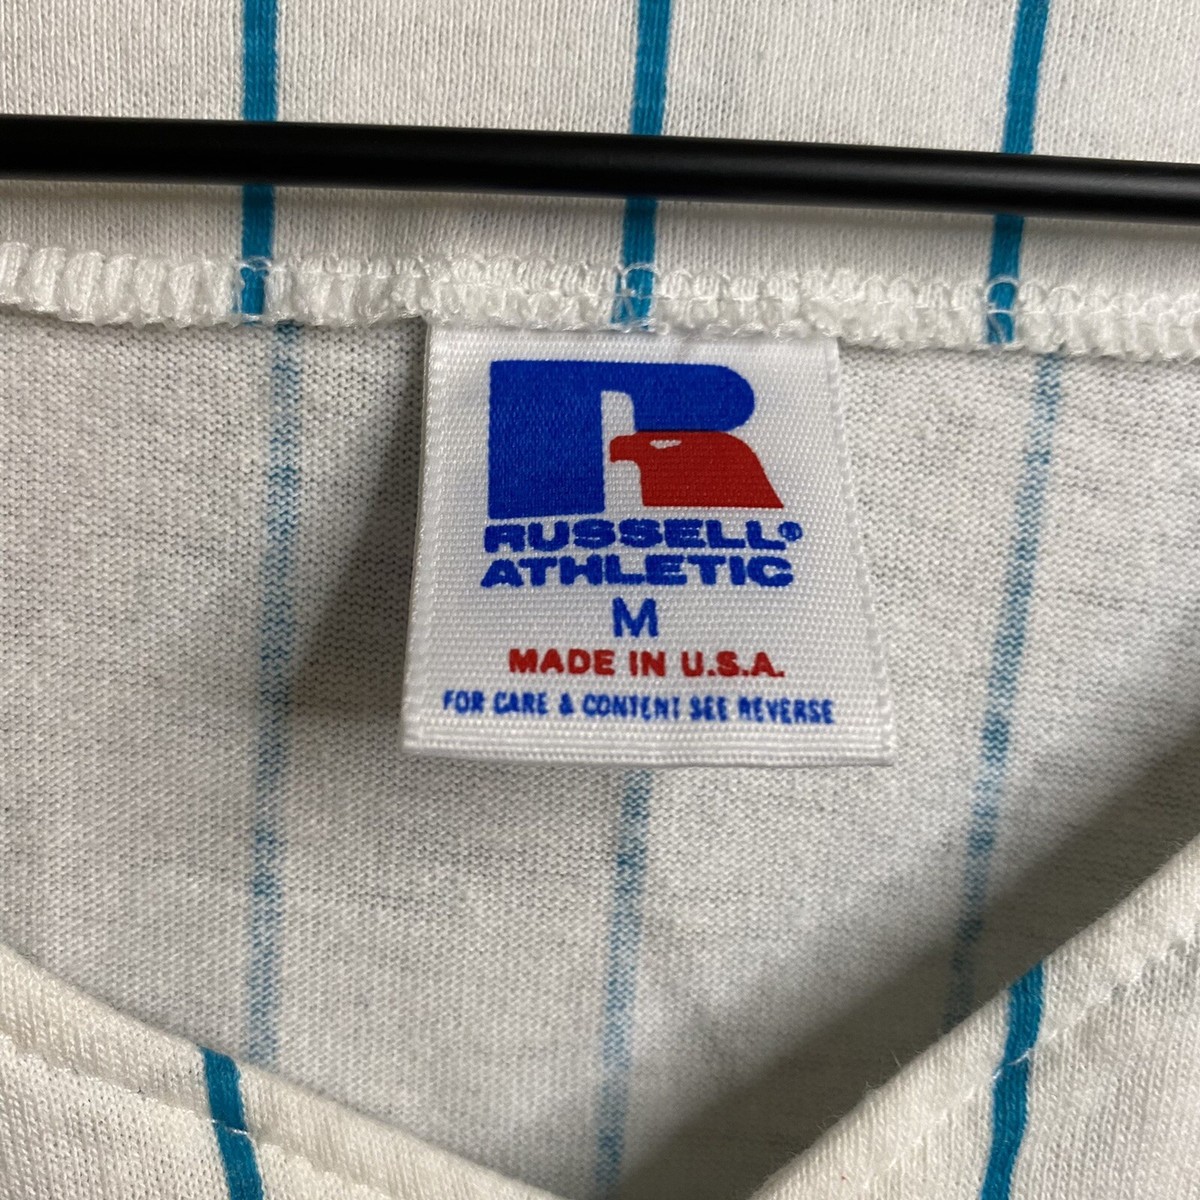 RUSSELL®
ATHLETIC
M
MADE IN U.S.A.
FOR CARE & CONTENT SEE REVERSE